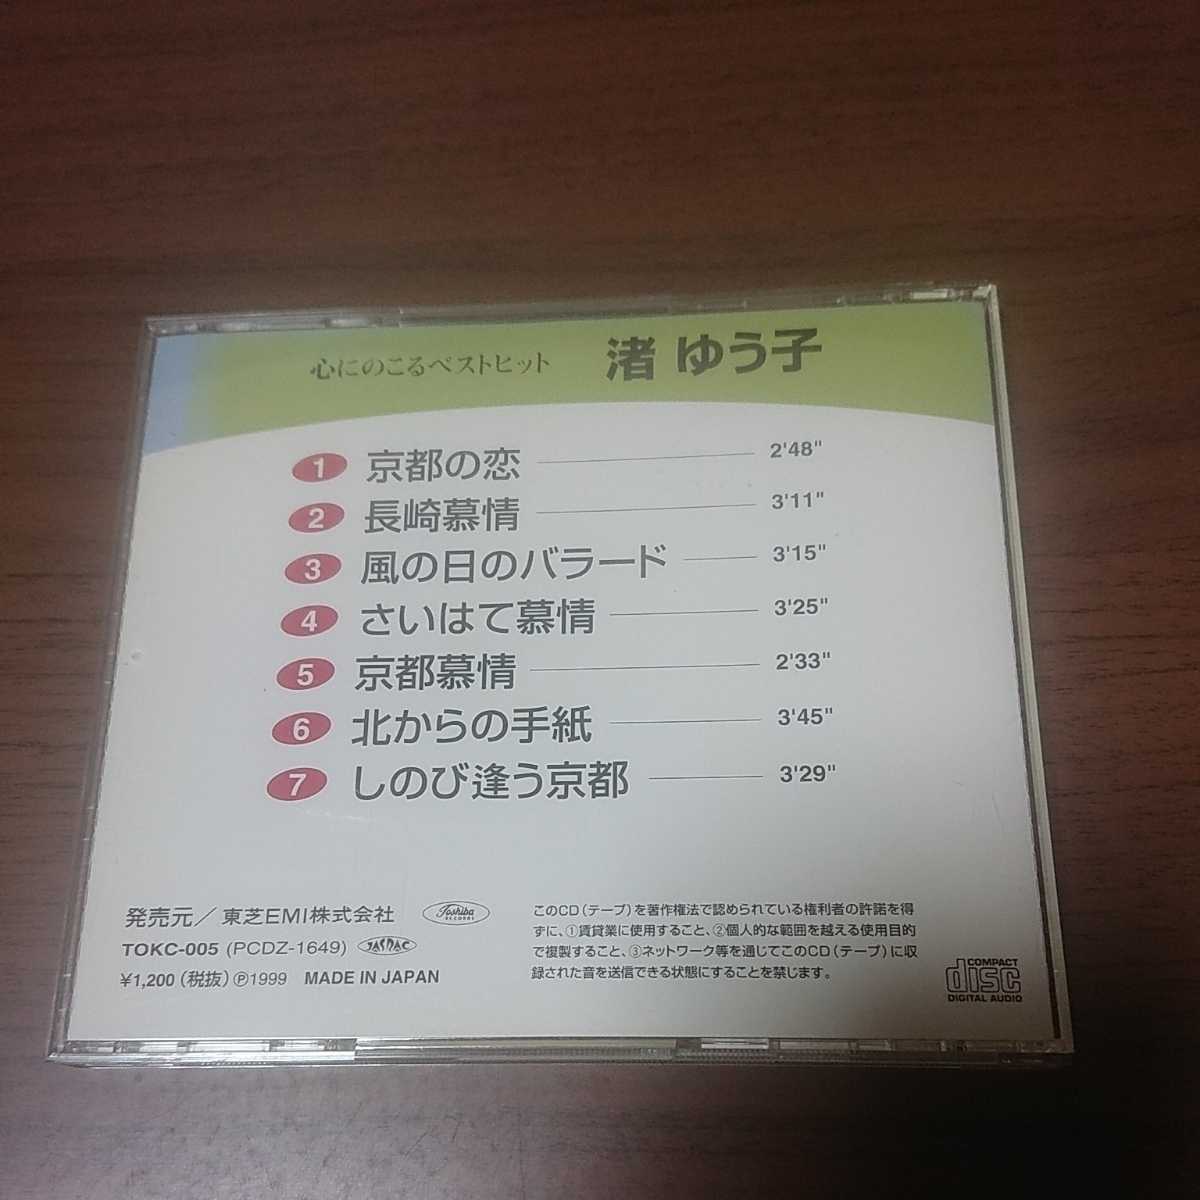 心にのこるベストヒット 渚 ゆう子
1 京都の恋 2'48"
2 長崎慕情 3'11"
3 風の日のバラード 3'15"
4 さいはて慕情 3'25"
5 京都慕情 2'33"
6 北からの手紙 3'45"
7 しのび逢う京都 3'29"
発売元／東芝EMI株式会社 Toshiba RECORDS
TOKC-005 (PCDZ-1649) JASRAC
¥1,200(税抜)Ⓟ1999 MADE IN JAPAN
このCD(テープ)を著作権法で認められている権利者の許諾を得
ずに、①賃貸業に使用すること、②個人的な範囲を越える使用目的
で複製すること、③ネットワーク等を通じてこのCD(テープ)に収
録された音を送信できる状態にすることを禁じます。
COMPACT
disc
DIGITAL AUDIO